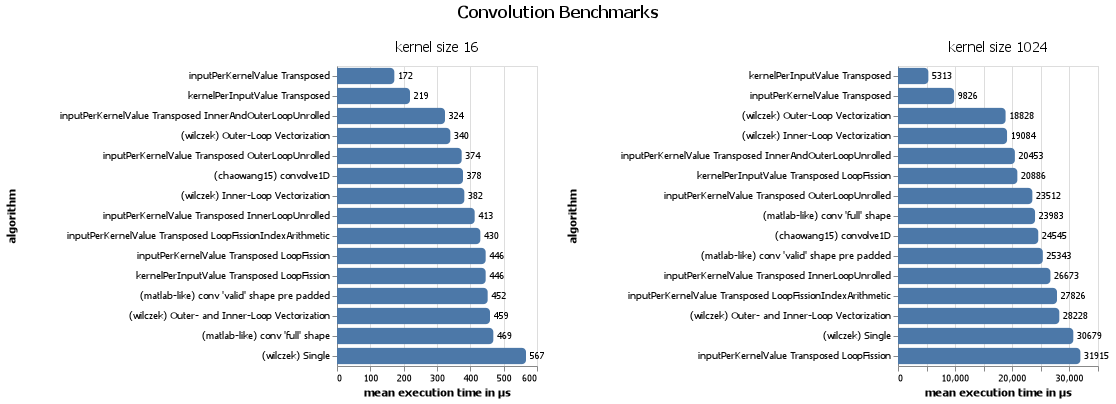 Convolution Benchmarks
kernel size 16
algorithm
inputPerKernelValue Transposed 172
kernelPerInputValue Transposed 219
inputPerKernelValue Transposed InnerAndOuterLoopUnrolled 324
(wilczek) Outer-Loop Vectorization 340
inputPerKernelValue Transposed OuterLoopUnrolled 374
(chaowang15) convolve1D 378
(wilczek) Inner-Loop Vectorization 382
inputPerKernelValue Transposed InnerLoopUnrolled 413
inputPerKernelValue Transposed LoopFissionIndexArithmetic 430
inputPerKernelValue Transposed LoopFission 446
kernelPerInputValue Transposed LoopFission 446
(matlab-like) conv 'valid' shape pre padded 452
(wilczek) Outer- and Inner-Loop Vectorization 459
(matlab-like) conv 'full' shape 469
(wilczek) Single 567
0 100 200 300 400 500 600
mean execution time in µs
kernel size 1024
algorithm
kernelPerInputValue Transposed 5313
inputPerKernelValue Transposed 9826
(wilczek) Outer-Loop Vectorization 18828
(wilczek) Inner-Loop Vectorization 19084
inputPerKernelValue Transposed InnerAndOuterLoopUnrolled 20453
kernelPerInputValue Transposed LoopFission 20886
inputPerKernelValue Transposed OuterLoopUnrolled 23512
(matlab-like) conv 'full' shape 23983
(chaowang15) convolve1D 24545
(matlab-like) conv 'valid' shape pre padded 25343
inputPerKernelValue Transposed InnerLoopUnrolled 26673
inputPerKernelValue Transposed LoopFissionIndexArithmetic 27826
(wilczek) Outer- and Inner-Loop Vectorization 28228
(wilczek) Single 30679
inputPerKernelValue Transposed LoopFission 31915
0 10,000 20,000 30,000
mean execution time in µs